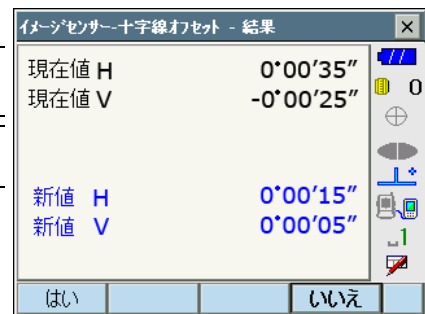 イメージセンサー-十字線オフセット - 結果
現在値 H 0°00'35"
現在値 V -0°00'25"
0
新値 H 0°00'15"
新値 V 0°00'05"
1
はい いいえ